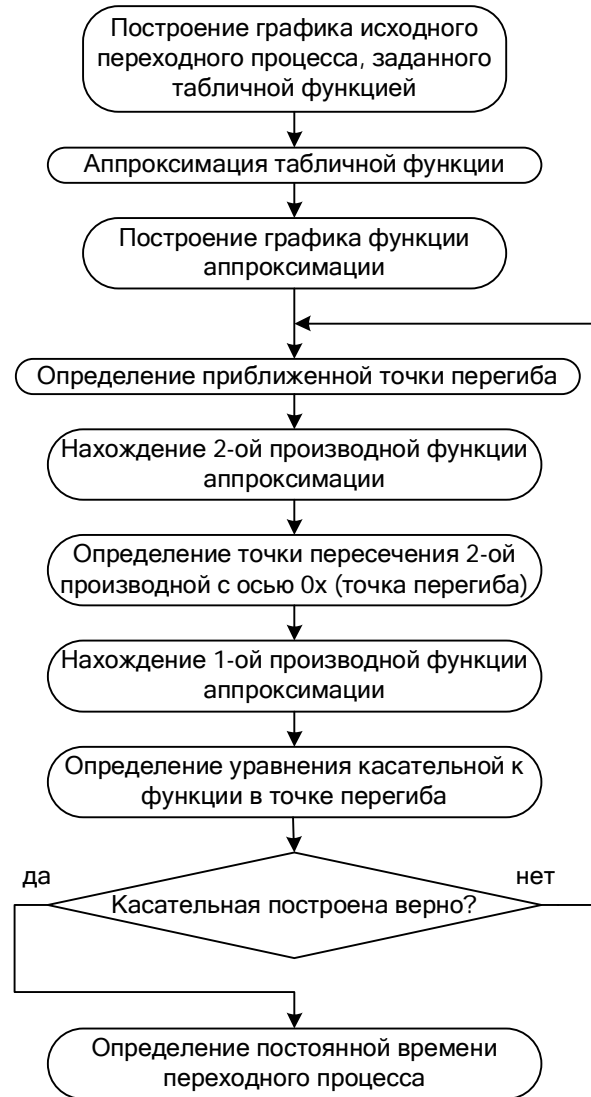 Построение графика исходного
переходного процесса, заданного
табличной функцией
Аппроксимация табличной функции
Построение графика функции
аппроксимации
Определение приближенной точки перегиба
Нахождение 2-ой производной функции
аппроксимации
Определение точки пересечения 2-ой
производной с осью 0x (точка перегиба)
Нахождение 1-ой производной функции
аппроксимации
Определение уравнения касательной к
функции в точке перегиба
да
нет
Касательная построена верно?
Определение постоянной времени
переходного процесса